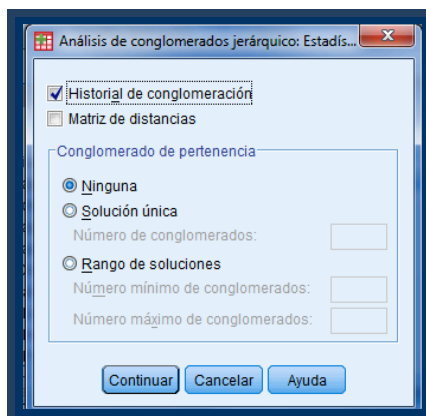 Análisis de conglomerados jerárquico: Estadís...
Historial de conglomeración
Matriz de distancias
Conglomerado de pertenencia
Ninguna
Solución única
Número de conglomerados:
Rango de soluciones
Número mínimo de conglomerados:
Número máximo de conglomerados:
Continuar Cancelar Ayuda